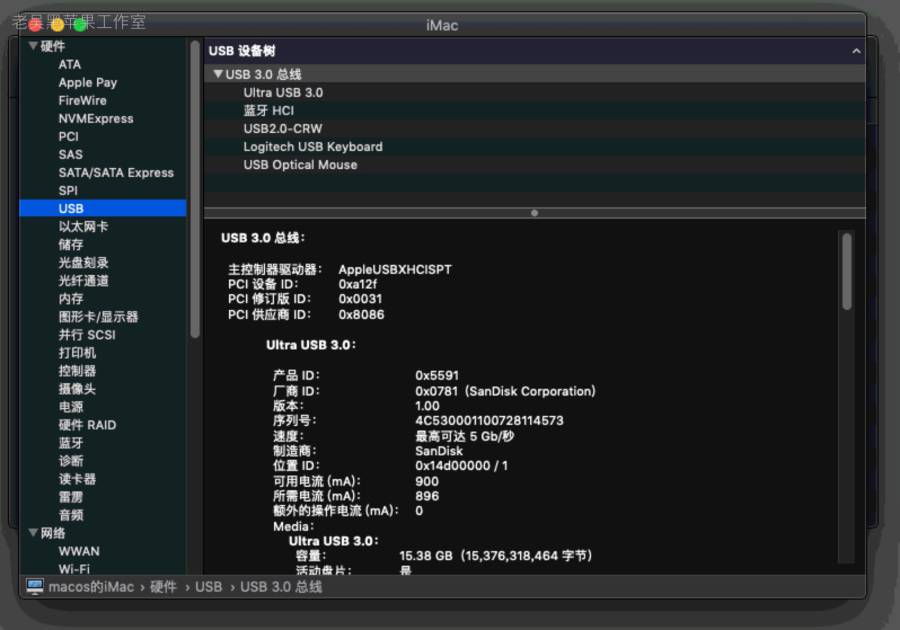 老吴黑苹果工作室
iMac
硬件
ATA
Apple Pay
FireWire
NVMExpress
PCI
SAS
SATA/SATA Express
SPI
USB
以太网卡
储存
光盘刻录
光纤通道
内存
图形卡/显示器
并行 SCSI
打印机
控制器
摄像头
电源
硬件 RAID
蓝牙
诊断
读卡器
雷雳
音频
网络
WWAN
Wi-Fi
USB 设备树
USB 3.0 总线
Ultra USB 3.0
蓝牙 HCI
USB2.0-CRW
Logitech USB Keyboard
USB Optical Mouse
USB 3.0 总线：
主控制器驱动器： AppleUSBXHCISPT
PCI 设备 ID： 0xa12f
PCI 修订版 ID： 0x0031
PCI 供应商 ID： 0x8086
Ultra USB 3.0：
产品 ID： 0x5591
厂商 ID： 0x0781（SanDisk Corporation）
版本： 1.00
序列号： 4C530001100728114573
速度： 最高可达 5 Gb/秒
制造商： SanDisk
位置 ID： 0x14d00000 / 1
可用电流 (mA)： 900
所需电流 (mA)： 896
额外的操作电流 (mA)： 0
Media：
Ultra USB 3.0：
容量： 15.38 GB（15,376,318,464 字节）
活动盘片： 是
macos的iMac › 硬件 › USB › USB 3.0 总线